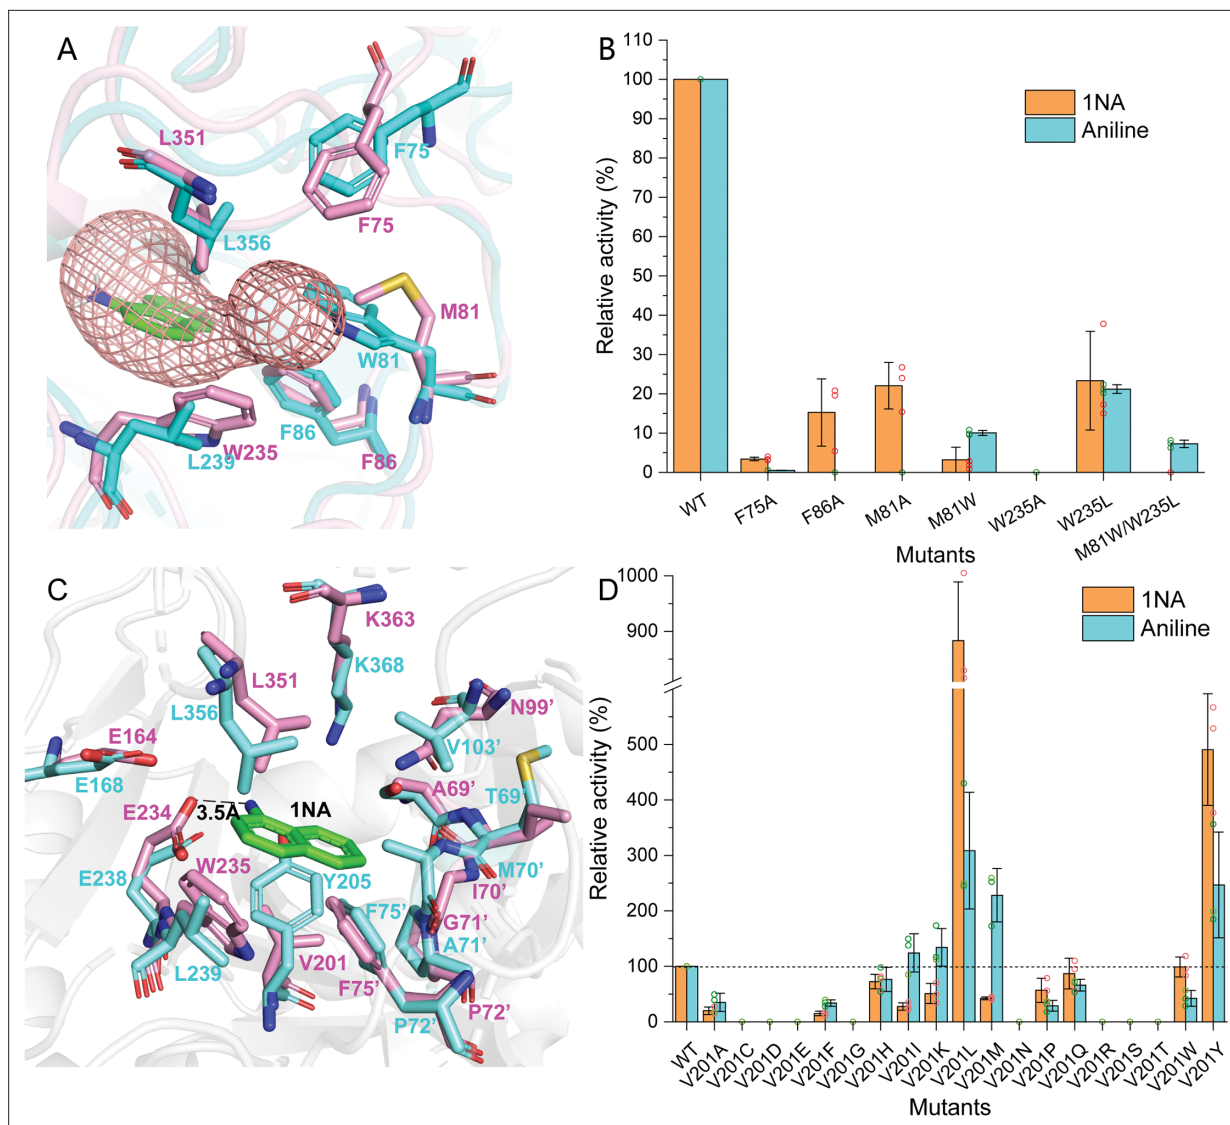 A
L351
F75
F75
L356
M81
W81
F86
W235
L239
F86
B
110
100
90
80
70
60
50
40
30
20
10
0
Relative activity (%)
1NA
Aniline
WT
F75A
F86A
M81A
M81W
W235A
W235L
M81W/W235L
Mutants
C
K363
K368
L351
L356
N99’
V103’
E164
E168
A69’
T69’
E234
3.5Å
1NA
M70’
W235
Y205
I70’
E238
F75’
G71’
A71’
L239
V201
F75’
P72’
P72’
D
1000
900
500
400
300
200
100
0
Relative activity (%)
1NA
Aniline
WT
V201A
V201C
V201D
V201E
V201F
V201G
V201H
V201I
V201K
V201L
V201M
V201N
V201P
V201Q
V201R
V201S
V201T
V201W
V201Y
Mutants